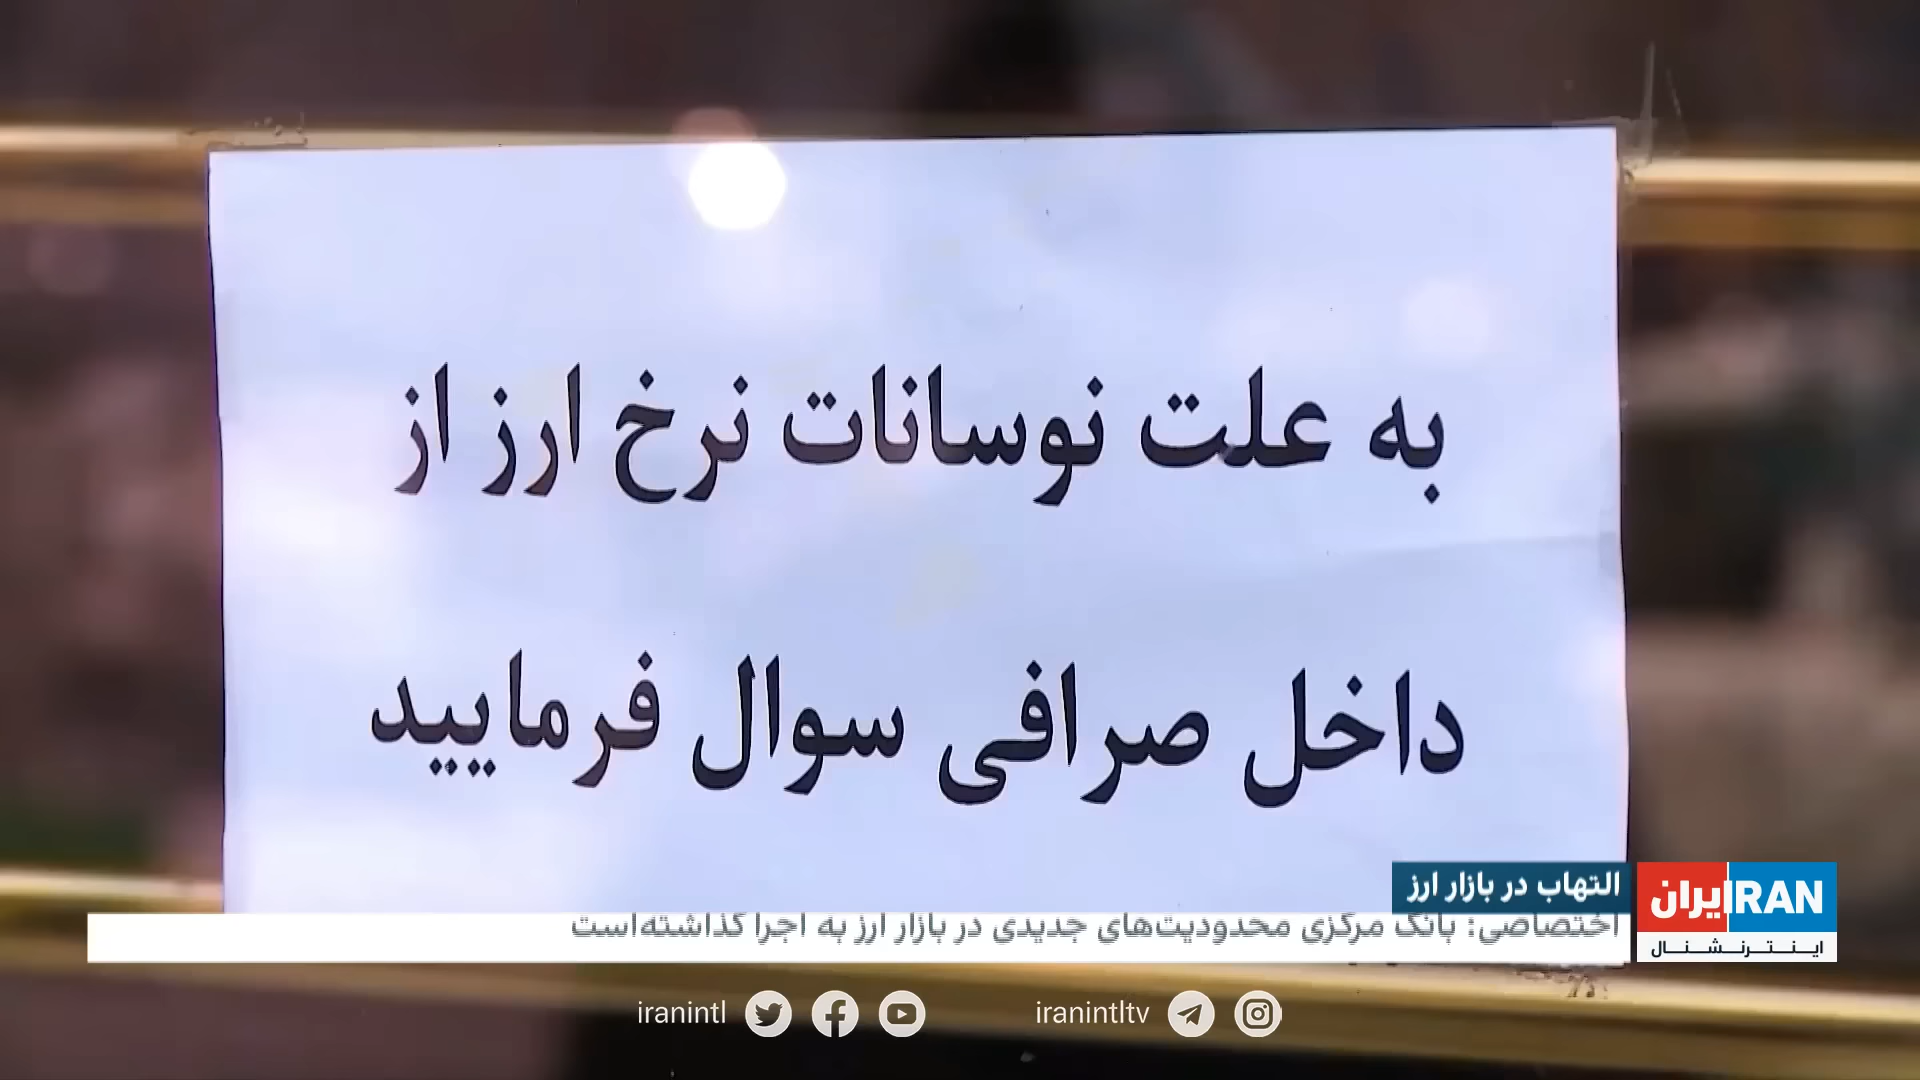 به علت نوسانات نرخ ارز از
داخل صرافی سوال فرمایید
التهاب در بازار ارز
اختصاصی: بانک مرکزی محدودیت‌های جدیدی در بازار ارز به اجرا گذاشته‌است
ایران IRAN
اینترنشنال
iranintl
iranintltv